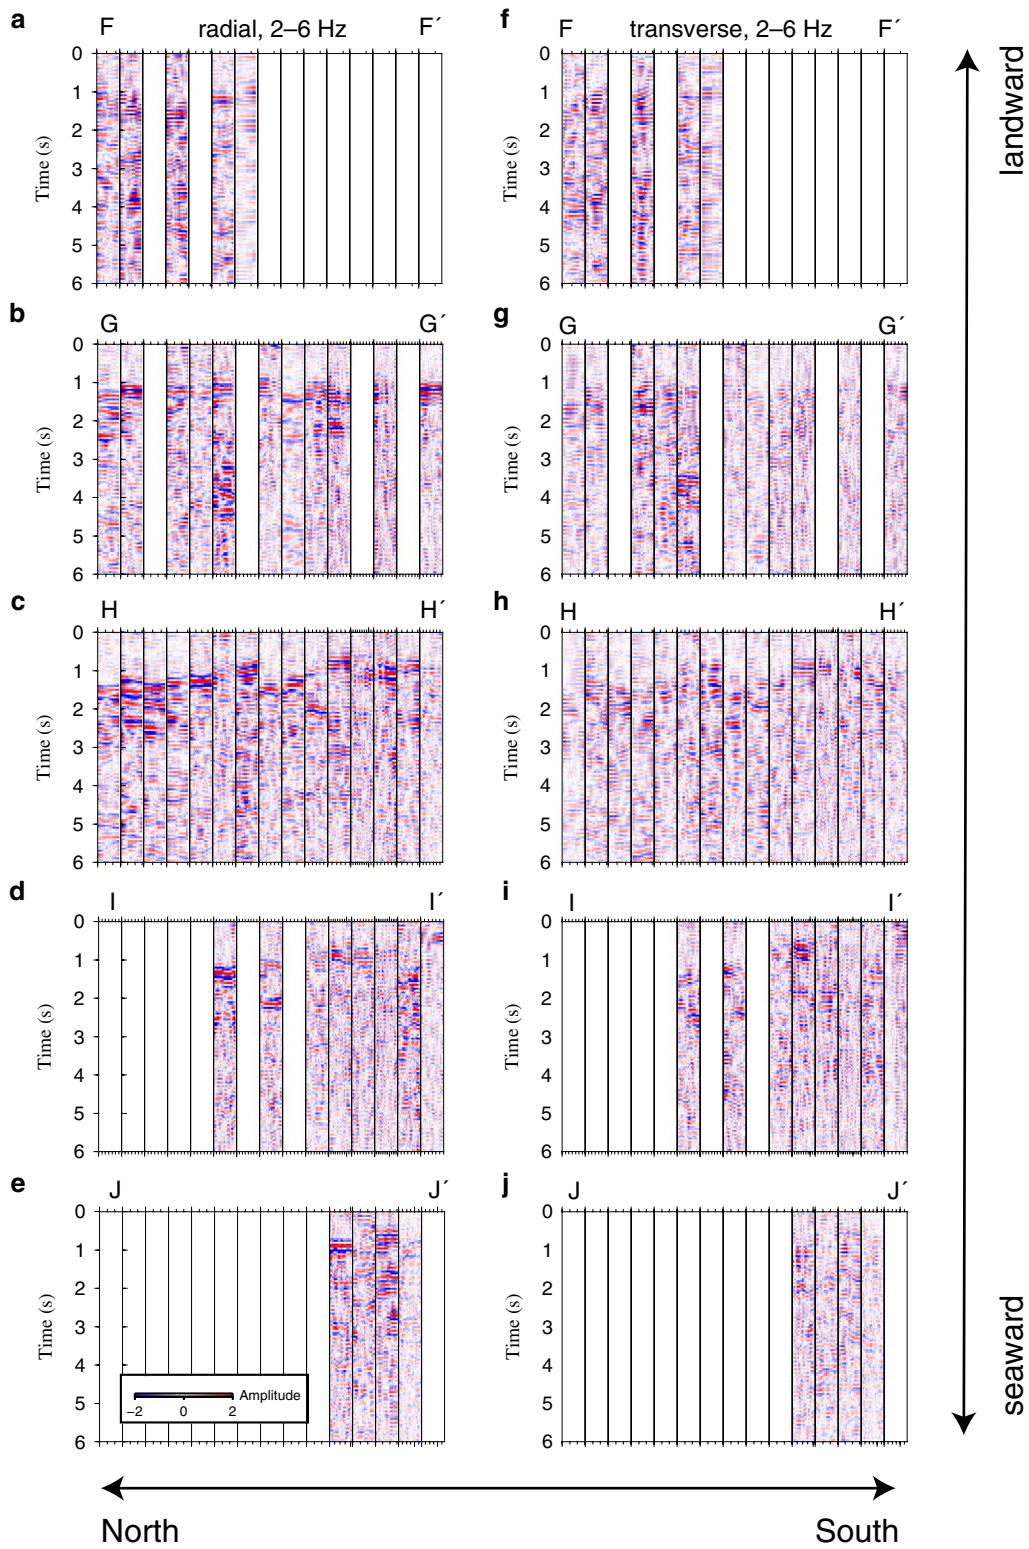 a F radial, 2–6 Hz F´
f F transverse, 2–6 Hz F´
0
1
2
3
4
5
6
Time (s)
0
1
2
3
4
5
6
Time (s)
landward
b G G´
g G G´
0
1
2
3
4
5
6
Time (s)
0
1
2
3
4
5
6
Time (s)
c H H´
h H H´
0
1
2
3
4
5
6
Time (s)
0
1
2
3
4
5
6
Time (s)
d I I´
i I I´
0
1
2
3
4
5
6
Time (s)
0
1
2
3
4
5
6
Time (s)
e J J´
j J J´
0
1
2
3
4
5
6
Time (s)
Amplitude
−2 0 2
0
1
2
3
4
5
6
Time (s)
seaward
North South